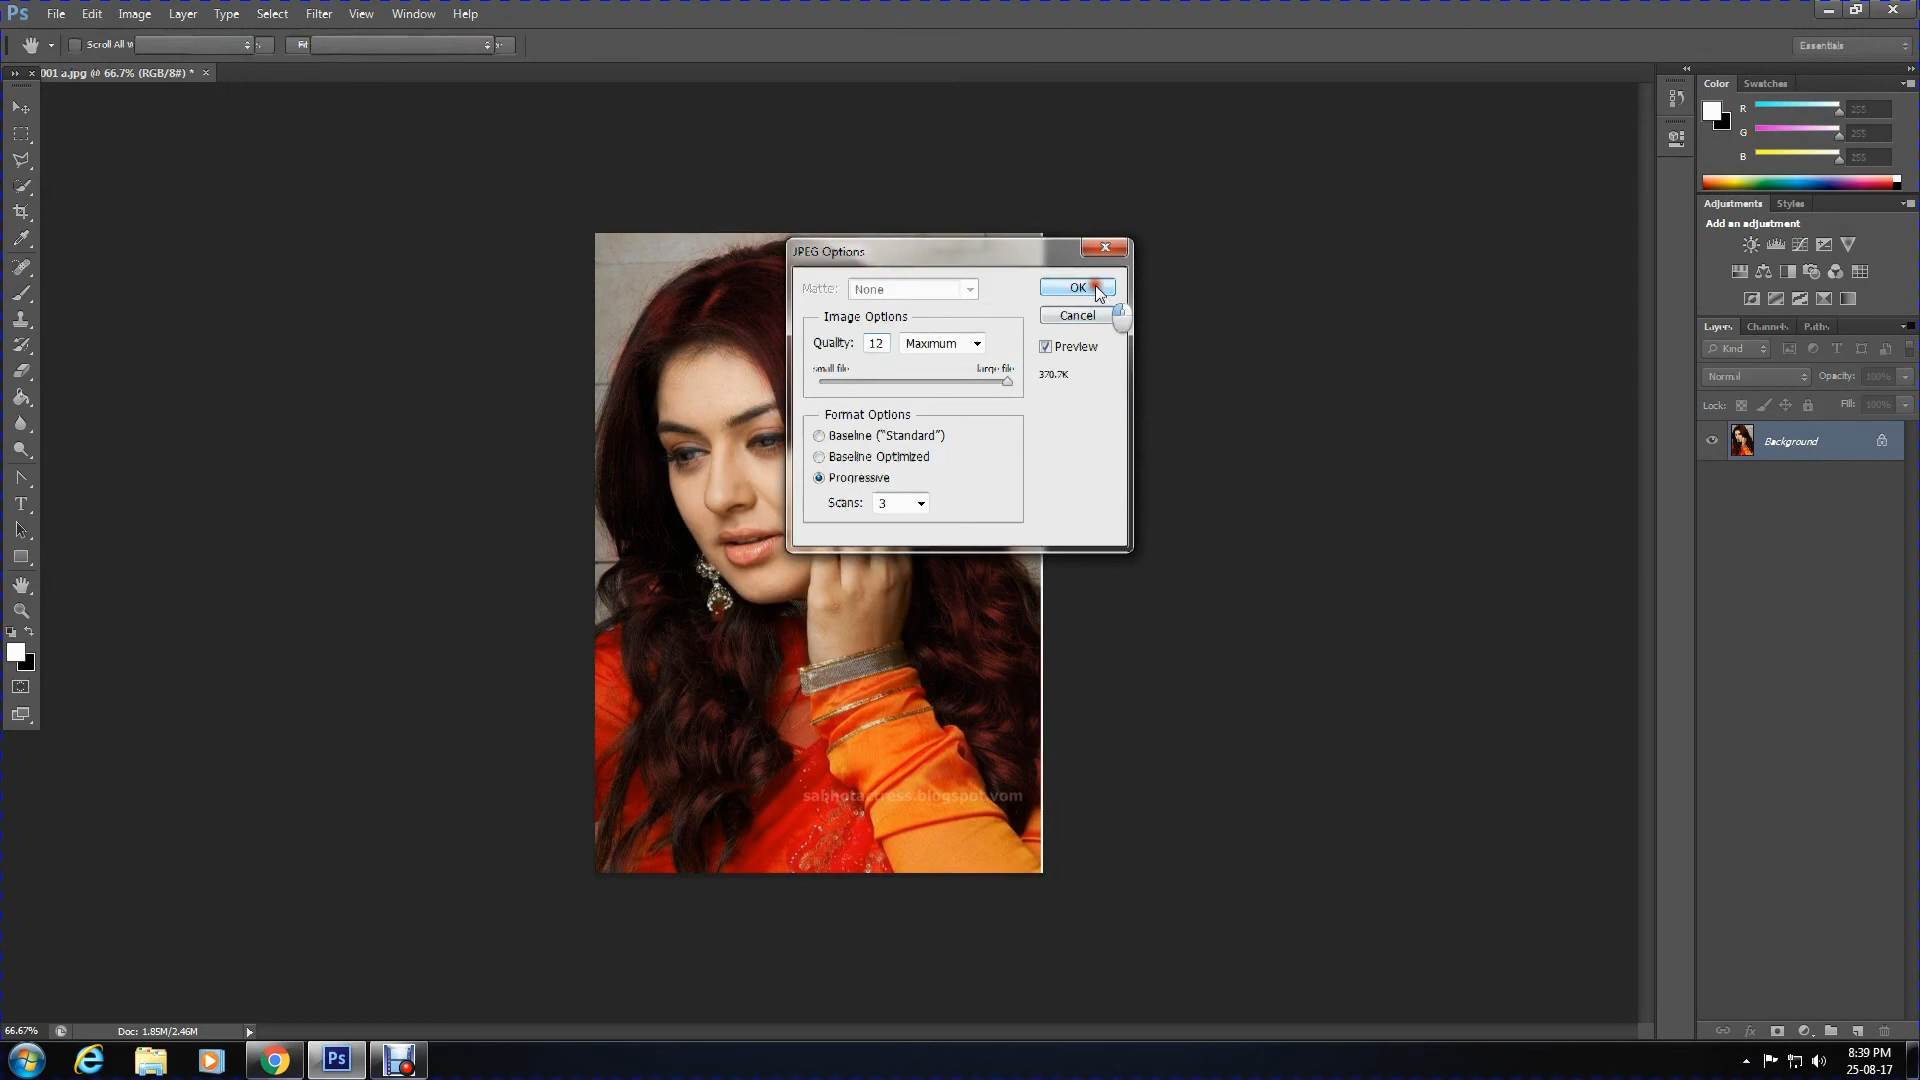 Ps File Edit Image Layer Type Select Filter View Window Help
Scroll All W Fit Essentials
001 a.jpg @ 66.7% (RGB/8#) * ×
Color Swatches
R 255
G 255
B 255
Adjustments Styles
Add an adjustment
Layers Channels Paths
Kind
Normal Opacity: 100%
Lock: Fill: 100%
Background
JPEG Options
Matte: None
OK
Cancel
Preview
370.7K
Image Options
Quality: 12 Maximum
small file large file
Format Options
Baseline ("Standard")
Baseline Optimized
Progressive
Scans: 3
sabhotactress.blogspot.com
66.67% Doc: 1.85M/2.46M
Ps
8:39 PM
25-08-17